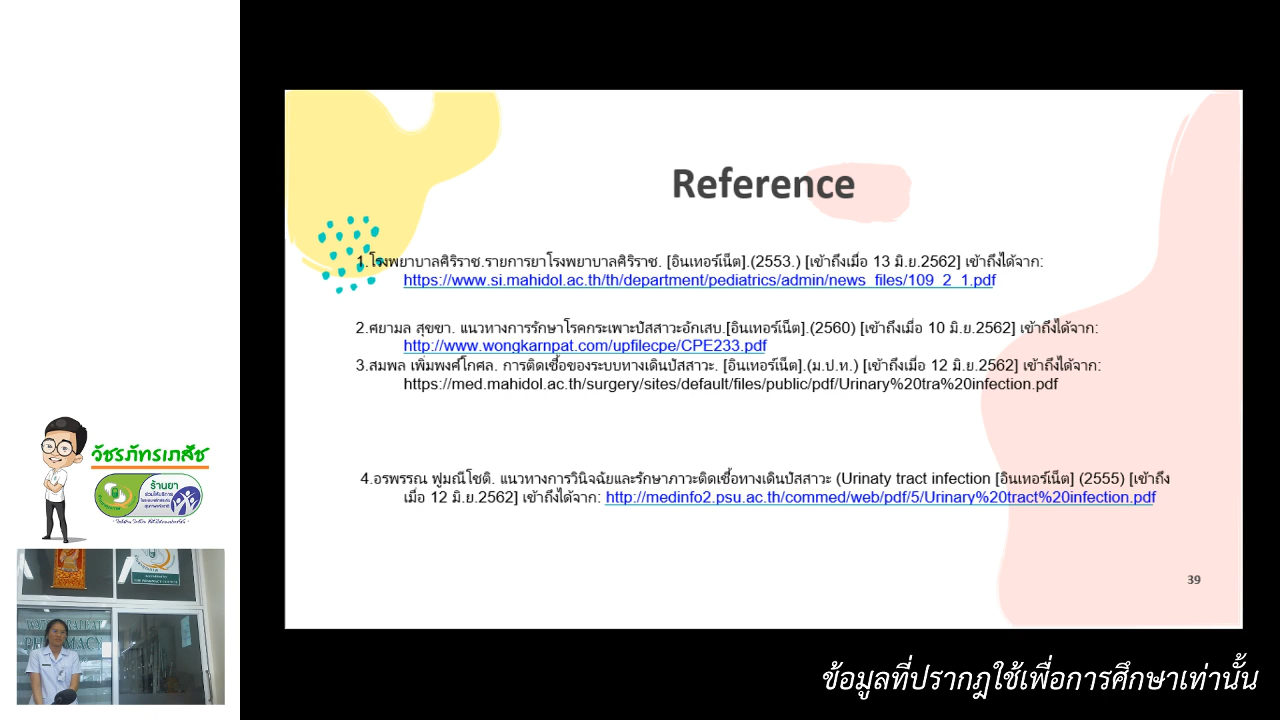 Reference
1.โรงพยาบาลศิริราช.รายการยาโรงพยาบาลศิริราช. [อินเทอร์เน็ต].(2553.) [เข้าถึงเมื่อ 13 มิ.ย.2562] เข้าถึงได้จาก:
https://www.si.mahidol.ac.th/th/department/pediatrics/admin/news_files/109_2_1.pdf
2.ศยามล สุขขา. แนวทางการรักษาโรคกระเพาะปัสสาวะอักเสบ.[อินเทอร์เน็ต].(2560) [เข้าถึงเมื่อ 10 มิ.ย.2562] เข้าถึงได้จาก:
http://www.wongkarnpat.com/upfilecpe/CPE233.pdf
3.สมพล เพิ่มพงศ์โกศล. การติดเชื้อของระบบทางเดินปัสสาวะ. [อินเทอร์เน็ต].(ม.ป.ท.) [เข้าถึงเมื่อ 12 มิ.ย.2562] เข้าถึงได้จาก:
https://med.mahidol.ac.th/surgery/sites/default/files/public/pdf/Urinary%20tra%20infection.pdf
4.อรพรรณ ฟูมณีโชติ. แนวทางการวินิจฉัยและรักษาภาวะติดเชื้อทางเดินปัสสาวะ (Urinaty tract infection [อินเทอร์เน็ต] (2555) [เข้าถึง
เมื่อ 12 มิ.ย.2562] เข้าถึงได้จาก: http://medinfo2.psu.ac.th/commed/web/pdf/5/Urinary%20tract%20infection.pdf
39
วัชรภัทรเภสัช
ร้านยา
ข้อมูลที่ปรากฎใช้เพื่อการศึกษาเท่านั้น